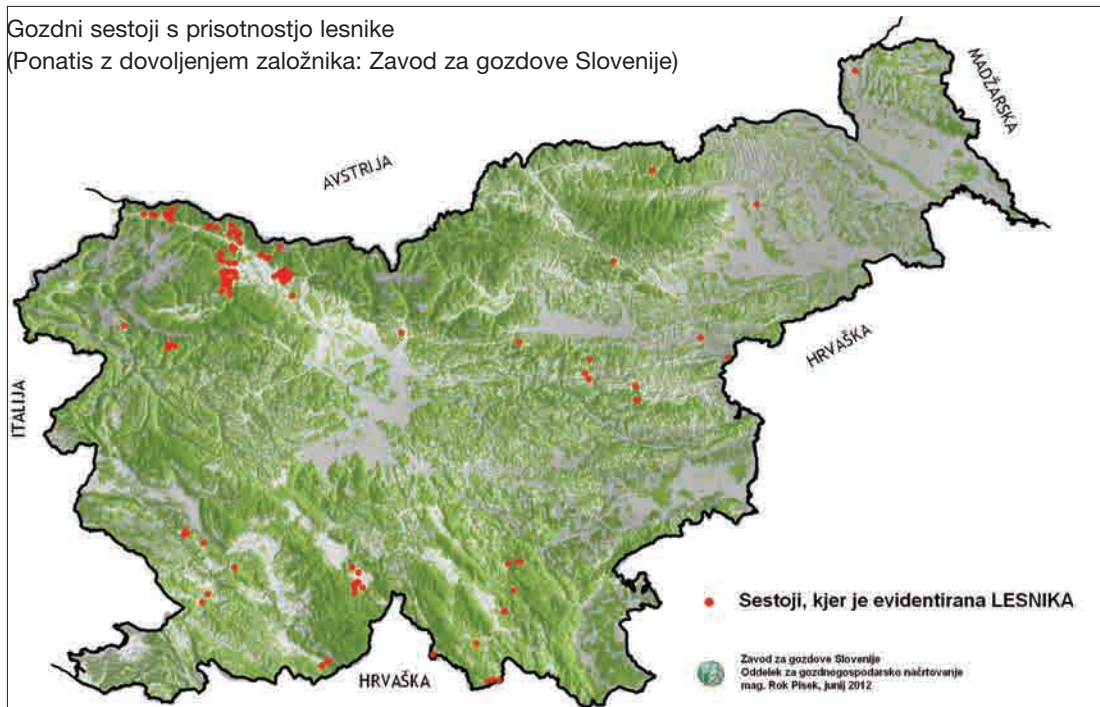 Gozdni sestoji s prisotnostjo lesnike
(Ponatis z dovoljenjem založnika: Zavod za gozdove Slovenije)
MADŽARSKA
AVSTRIJA
HRVAŠKA
ITALIJA
Sestoji, kjer je evidentirana LESNIKA
Zavod za gozdove Slovenije
Oddelek za gozdnogospodarsko načrtovanje
mag. Rok Pisek, junij 2012
HRVAŠKA